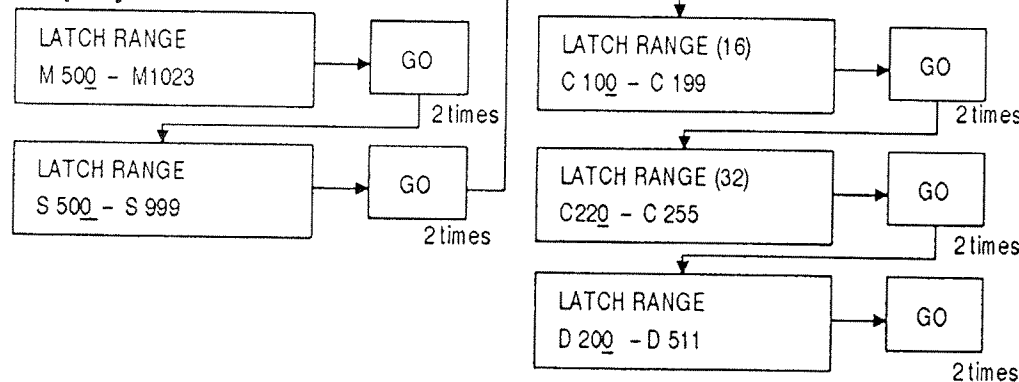 LATCH RANGE
M 500 – M1023
GO
2 times
LATCH RANGE
S 500 – S 999
GO
2 times
LATCH RANGE (16)
C 100 – C 199
GO
2 times
LATCH RANGE (32)
C220 – C 255
GO
2 times
LATCH RANGE
D 200 – D 511
GO
2 times